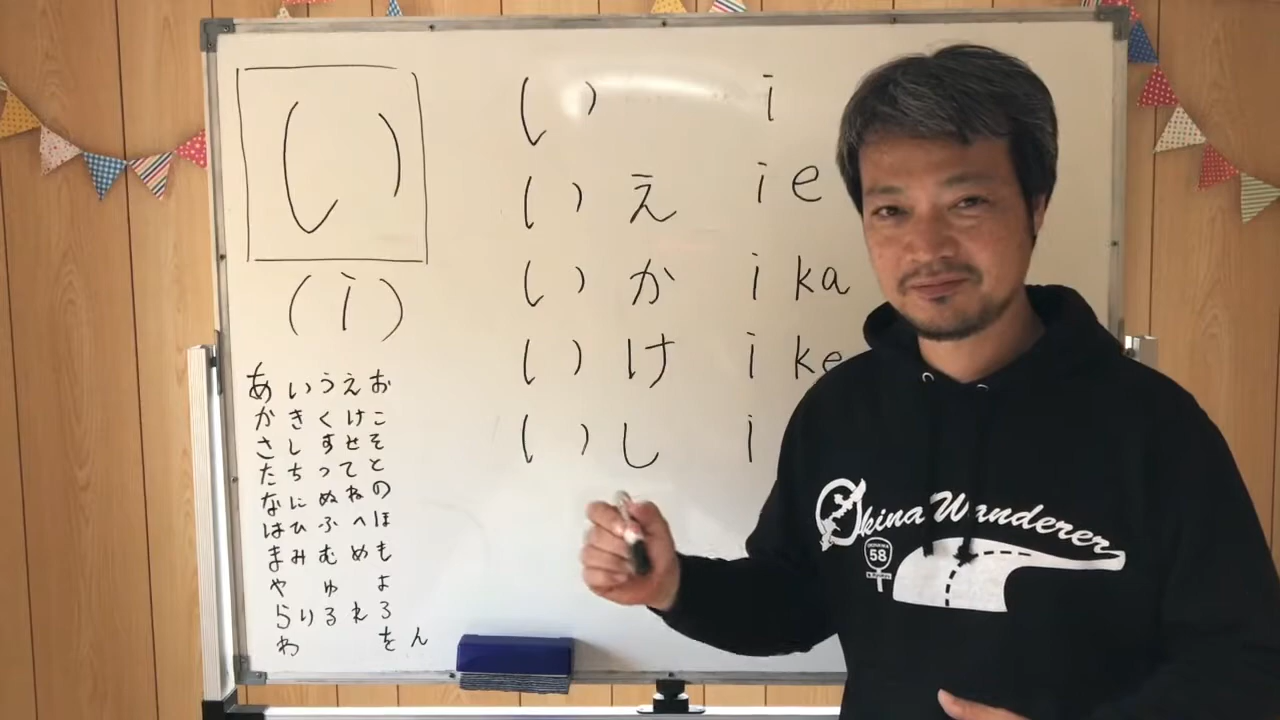 い
(i)
あいうえお
かきくけこ
さしすせそ
たちつてと
なにぬねの
はひふへほ
まみむめも
やゆよ
らりるれろ
わをん
い i
いえ ie
いか ika
いけ ike
いし i
Okina Wanderer
58